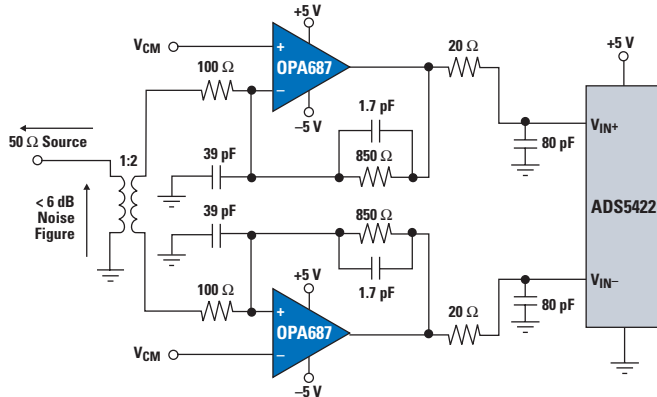 +5 V
V_CM
+
OPA687
–
–5 V
100 Ω
20 Ω
+5 V
1.7 pF
850 Ω
39 pF
V_IN+
80 pF
50 Ω Source
1:2
< 6 dB
Noise
Figure
ADS5422
39 pF
850 Ω
1.7 pF
V_IN–
100 Ω
+5 V
20 Ω
80 pF
+
OPA687
–
V_CM
–5 V